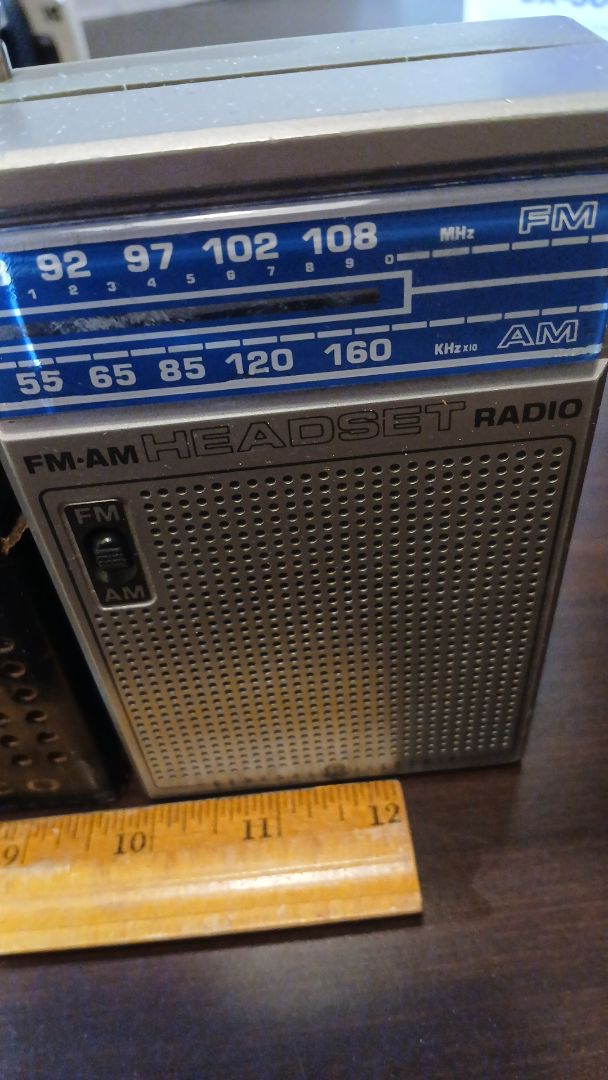 FM
92 97 102 108 MHz
1 2 3 4 5 6 7 8 9 0
AM
55 65 85 120 160 KHz x10
FM•AM HEADSET RADIO
FM
AM
9 10 11 12